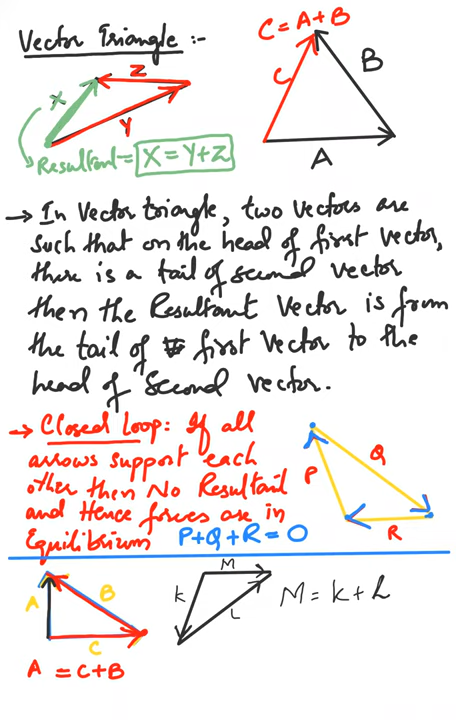 Vector Triangle :-
C = A + B
Z
X
Y
C
B
A
Resultant = X = Y + Z
→ In Vector triangle, two vectors are
such that on the head of first vector,
there is a tail of second vector
then the Resultant Vector is from
the tail of first Vector to the
head of Second vector.
→ Closed Loop: If all
arrows support each
other then No Resultant
and Hence forces are in
Equilibrium P+Q+R = O
P
Q
R
A
B
C
A = C + B
M
K
L
M = K + L